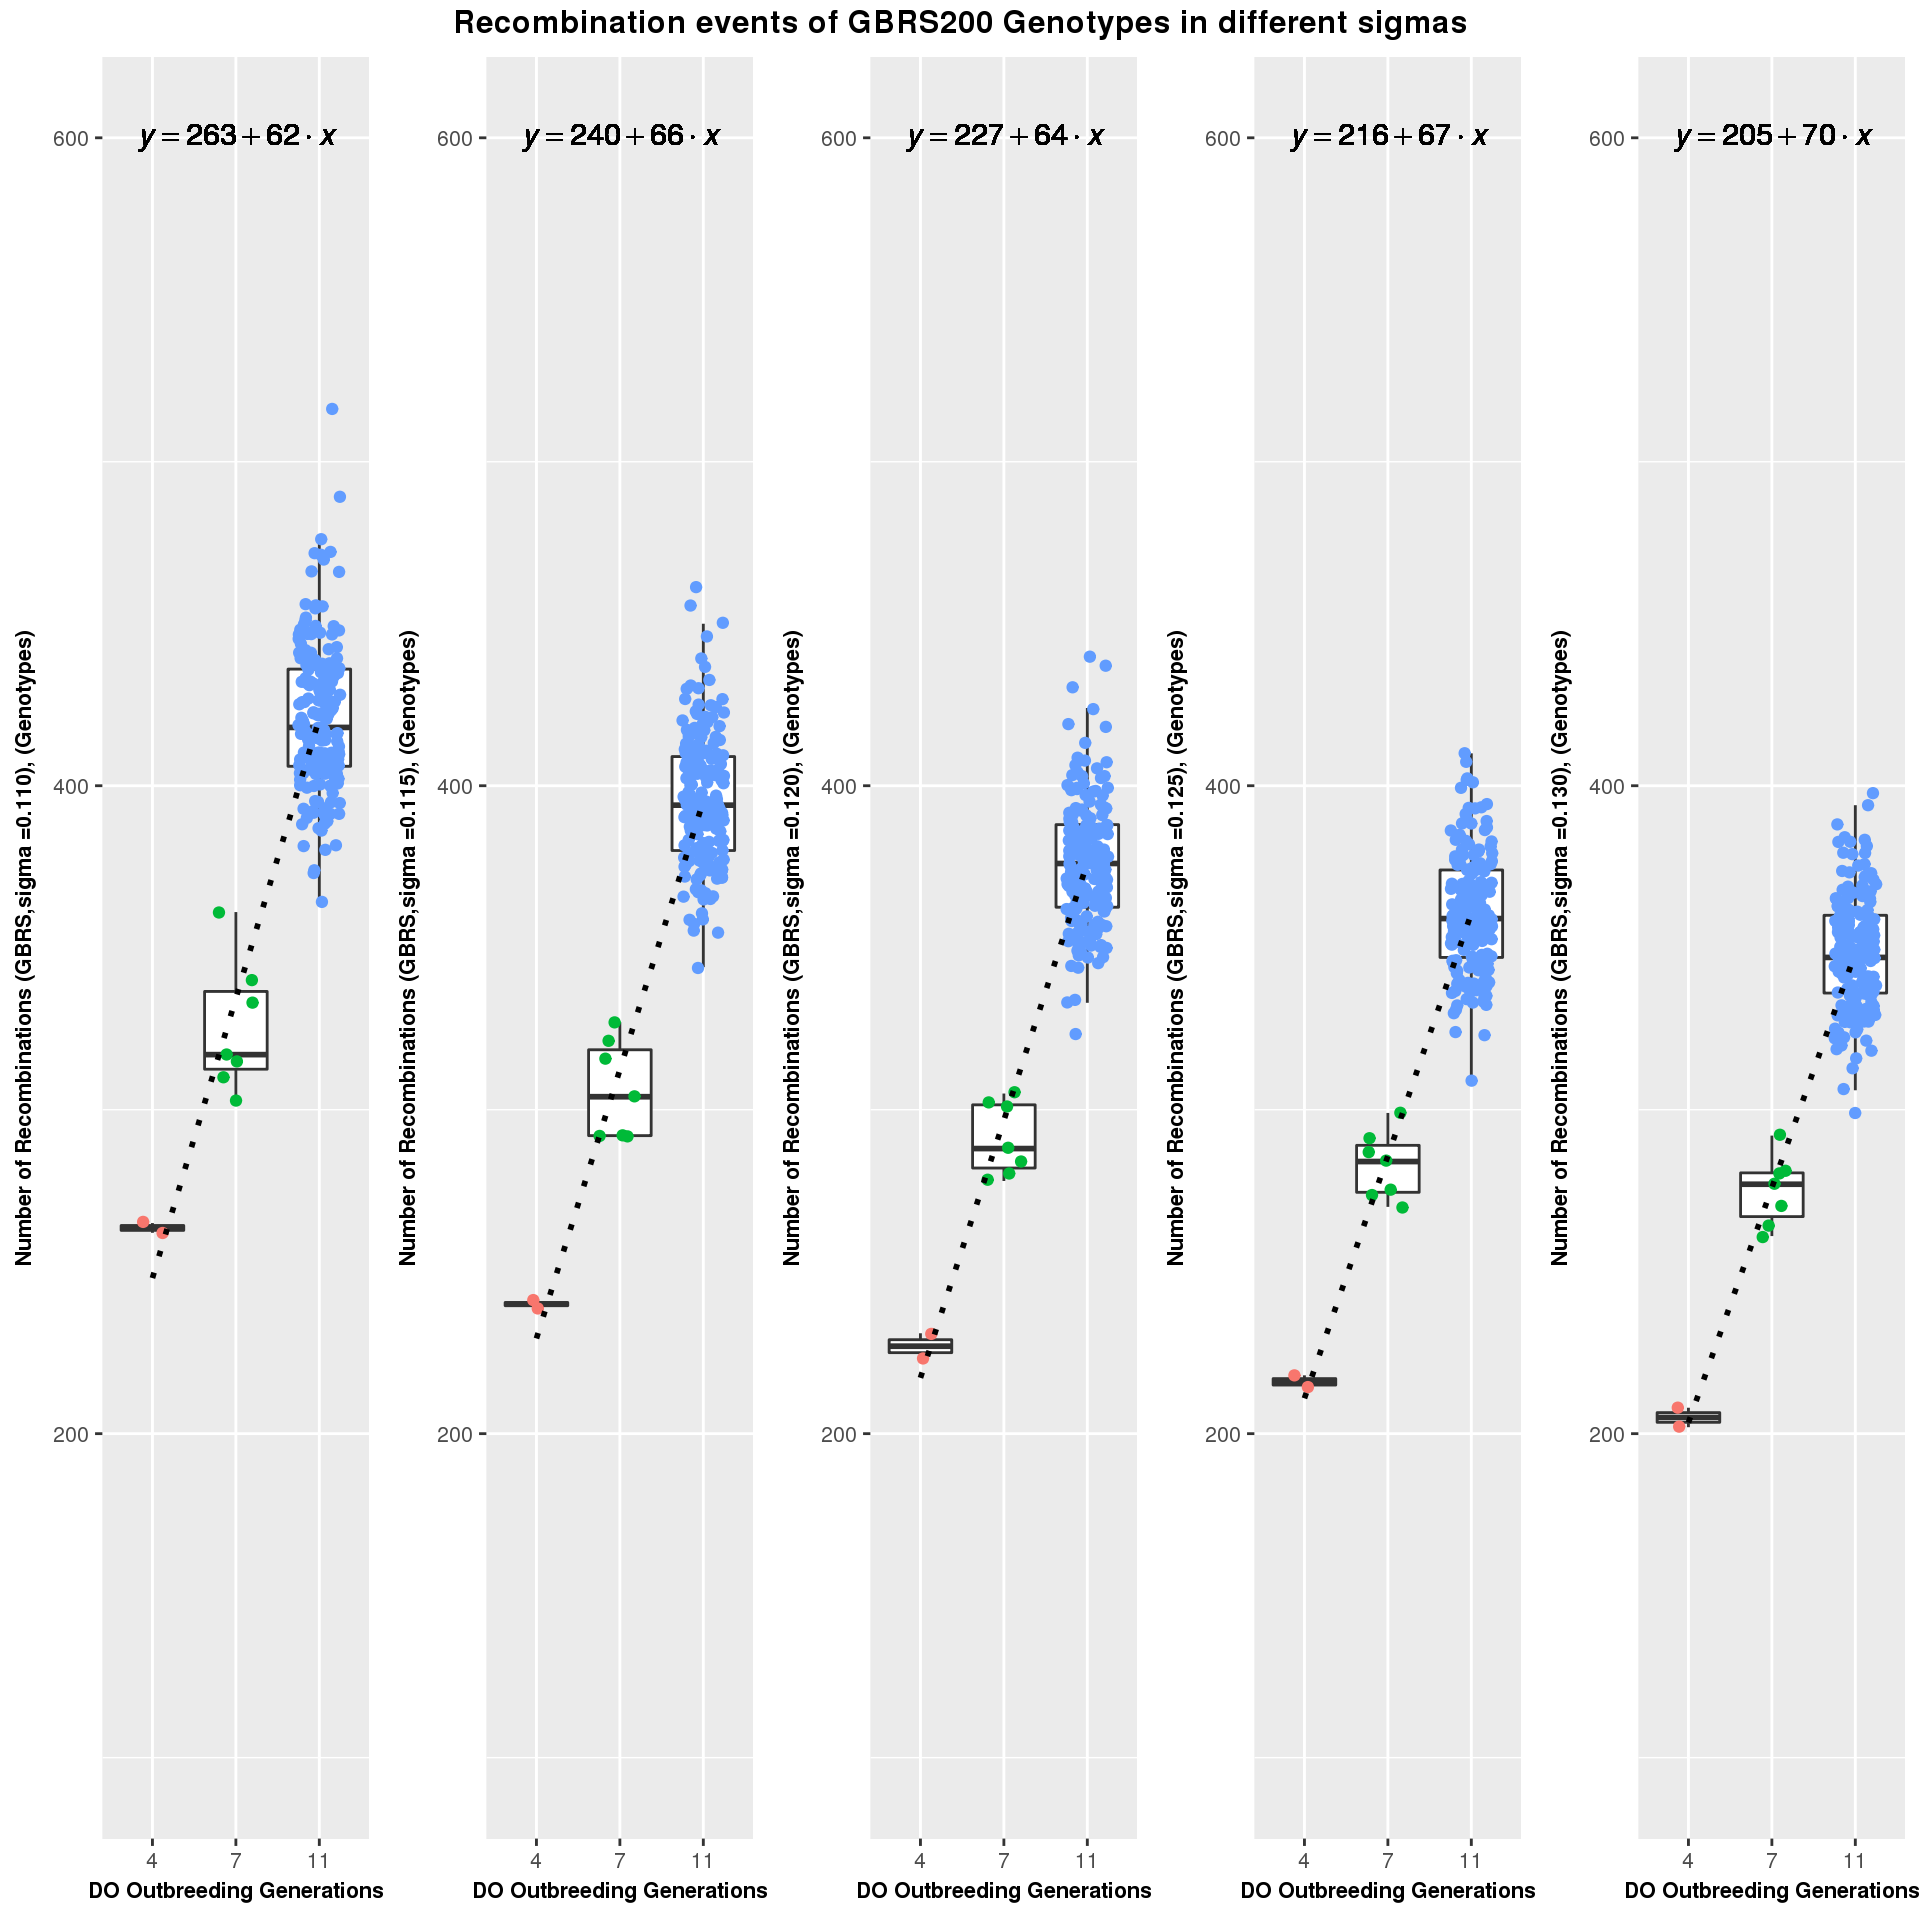 Recombination events of GBRS200 Genotypes in different sigmas
Number of Recombinations (GBRS,sigma =0.110), (Genotypes)
y = 263 + 62 · x
600
400
200
4 7 11
DO Outbreeding Generations
Number of Recombinations (GBRS,sigma =0.115), (Genotypes)
y = 240 + 66 · x
600
400
200
4 7 11
DO Outbreeding Generations
Number of Recombinations (GBRS,sigma =0.120), (Genotypes)
y = 227 + 64 · x
600
400
200
4 7 11
DO Outbreeding Generations
Number of Recombinations (GBRS,sigma =0.125), (Genotypes)
y = 216 + 67 · x
600
400
200
4 7 11
DO Outbreeding Generations
Number of Recombinations (GBRS,sigma =0.130), (Genotypes)
y = 205 + 70 · x
600
400
200
4 7 11
DO Outbreeding Generations